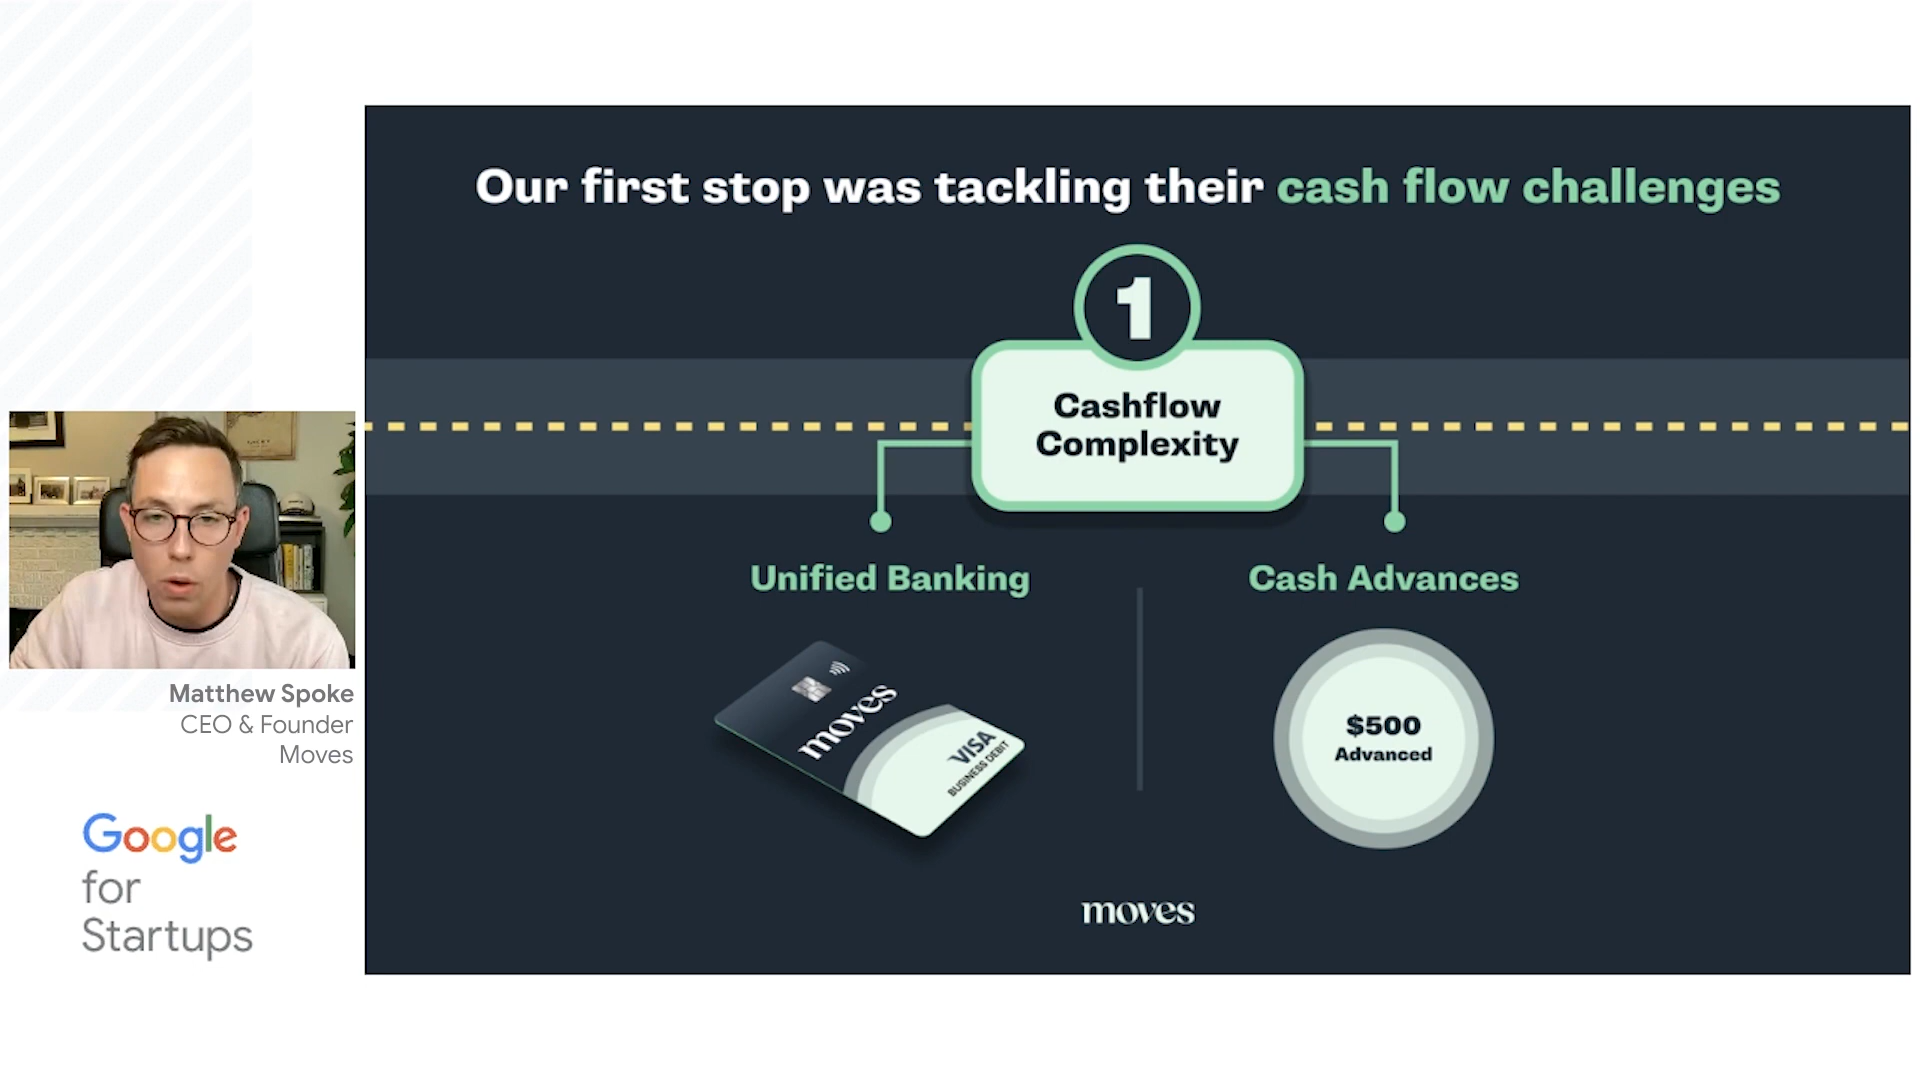 Our first stop was tackling their cash flow challenges
1
Cashflow
Complexity
Unified Banking
Cash Advances
moves
VISA
BUSINESS DEBIT
$500
Advanced
moves
Matthew Spoke
CEO & Founder
Moves
Google
for
Startups